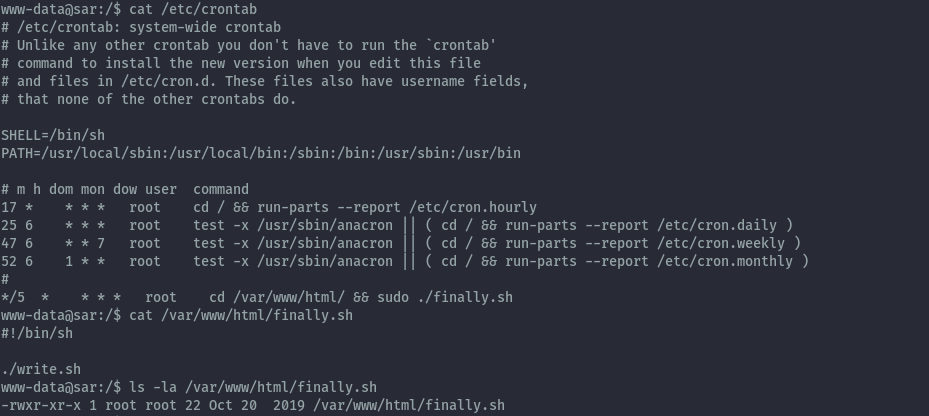 www-data@sar:/$ cat /etc/crontab
# /etc/crontab: system-wide crontab
# Unlike any other crontab you don't have to run the `crontab'
# command to install the new version when you edit this file
# and files in /etc/cron.d. These files also have username fields,
# that none of the other crontabs do.

SHELL=/bin/sh
PATH=/usr/local/sbin:/usr/local/bin:/sbin:/bin:/usr/sbin:/usr/bin

# m h dom mon dow user  command
17 *    * * *   root    cd / && run-parts --report /etc/cron.hourly
25 6    * * *   root    test -x /usr/sbin/anacron || ( cd / && run-parts --report /etc/cron.daily )
47 6    * * 7   root    test -x /usr/sbin/anacron || ( cd / && run-parts --report /etc/cron.weekly )
52 6    1 * *   root    test -x /usr/sbin/anacron || ( cd / && run-parts --report /etc/cron.monthly )
#
*/5  *    * * *   root    cd /var/www/html/ && sudo ./finally.sh
www-data@sar:/$ cat /var/www/html/finally.sh
#!/bin/sh

./write.sh
www-data@sar:/$ ls -la /var/www/html/finally.sh
-rwxr-xr-x 1 root root 22 Oct 20  2019 /var/www/html/finally.sh